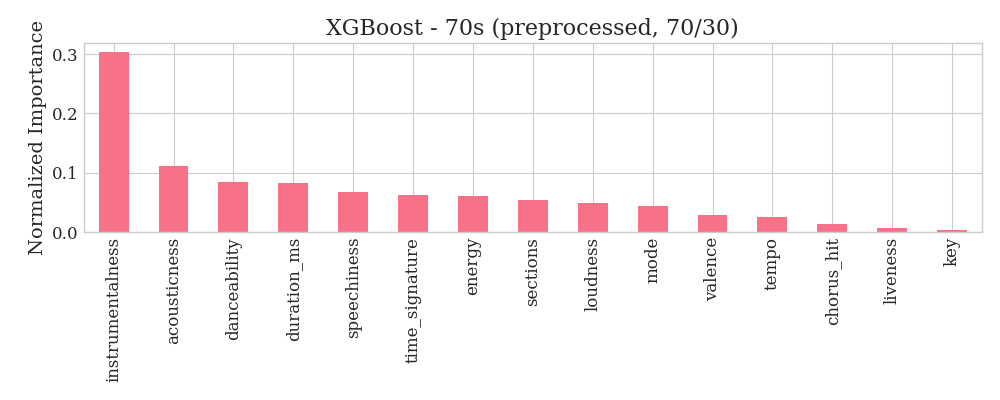 XGBoost - 70s (preprocessed, 70/30)
Normalized Importance
0.3
0.2
0.1
0.0
instrumentalness
acousticness
danceability
duration_ms
speechiness
time_signature
energy
sections
loudness
mode
valence
tempo
chorus_hit
liveness
key